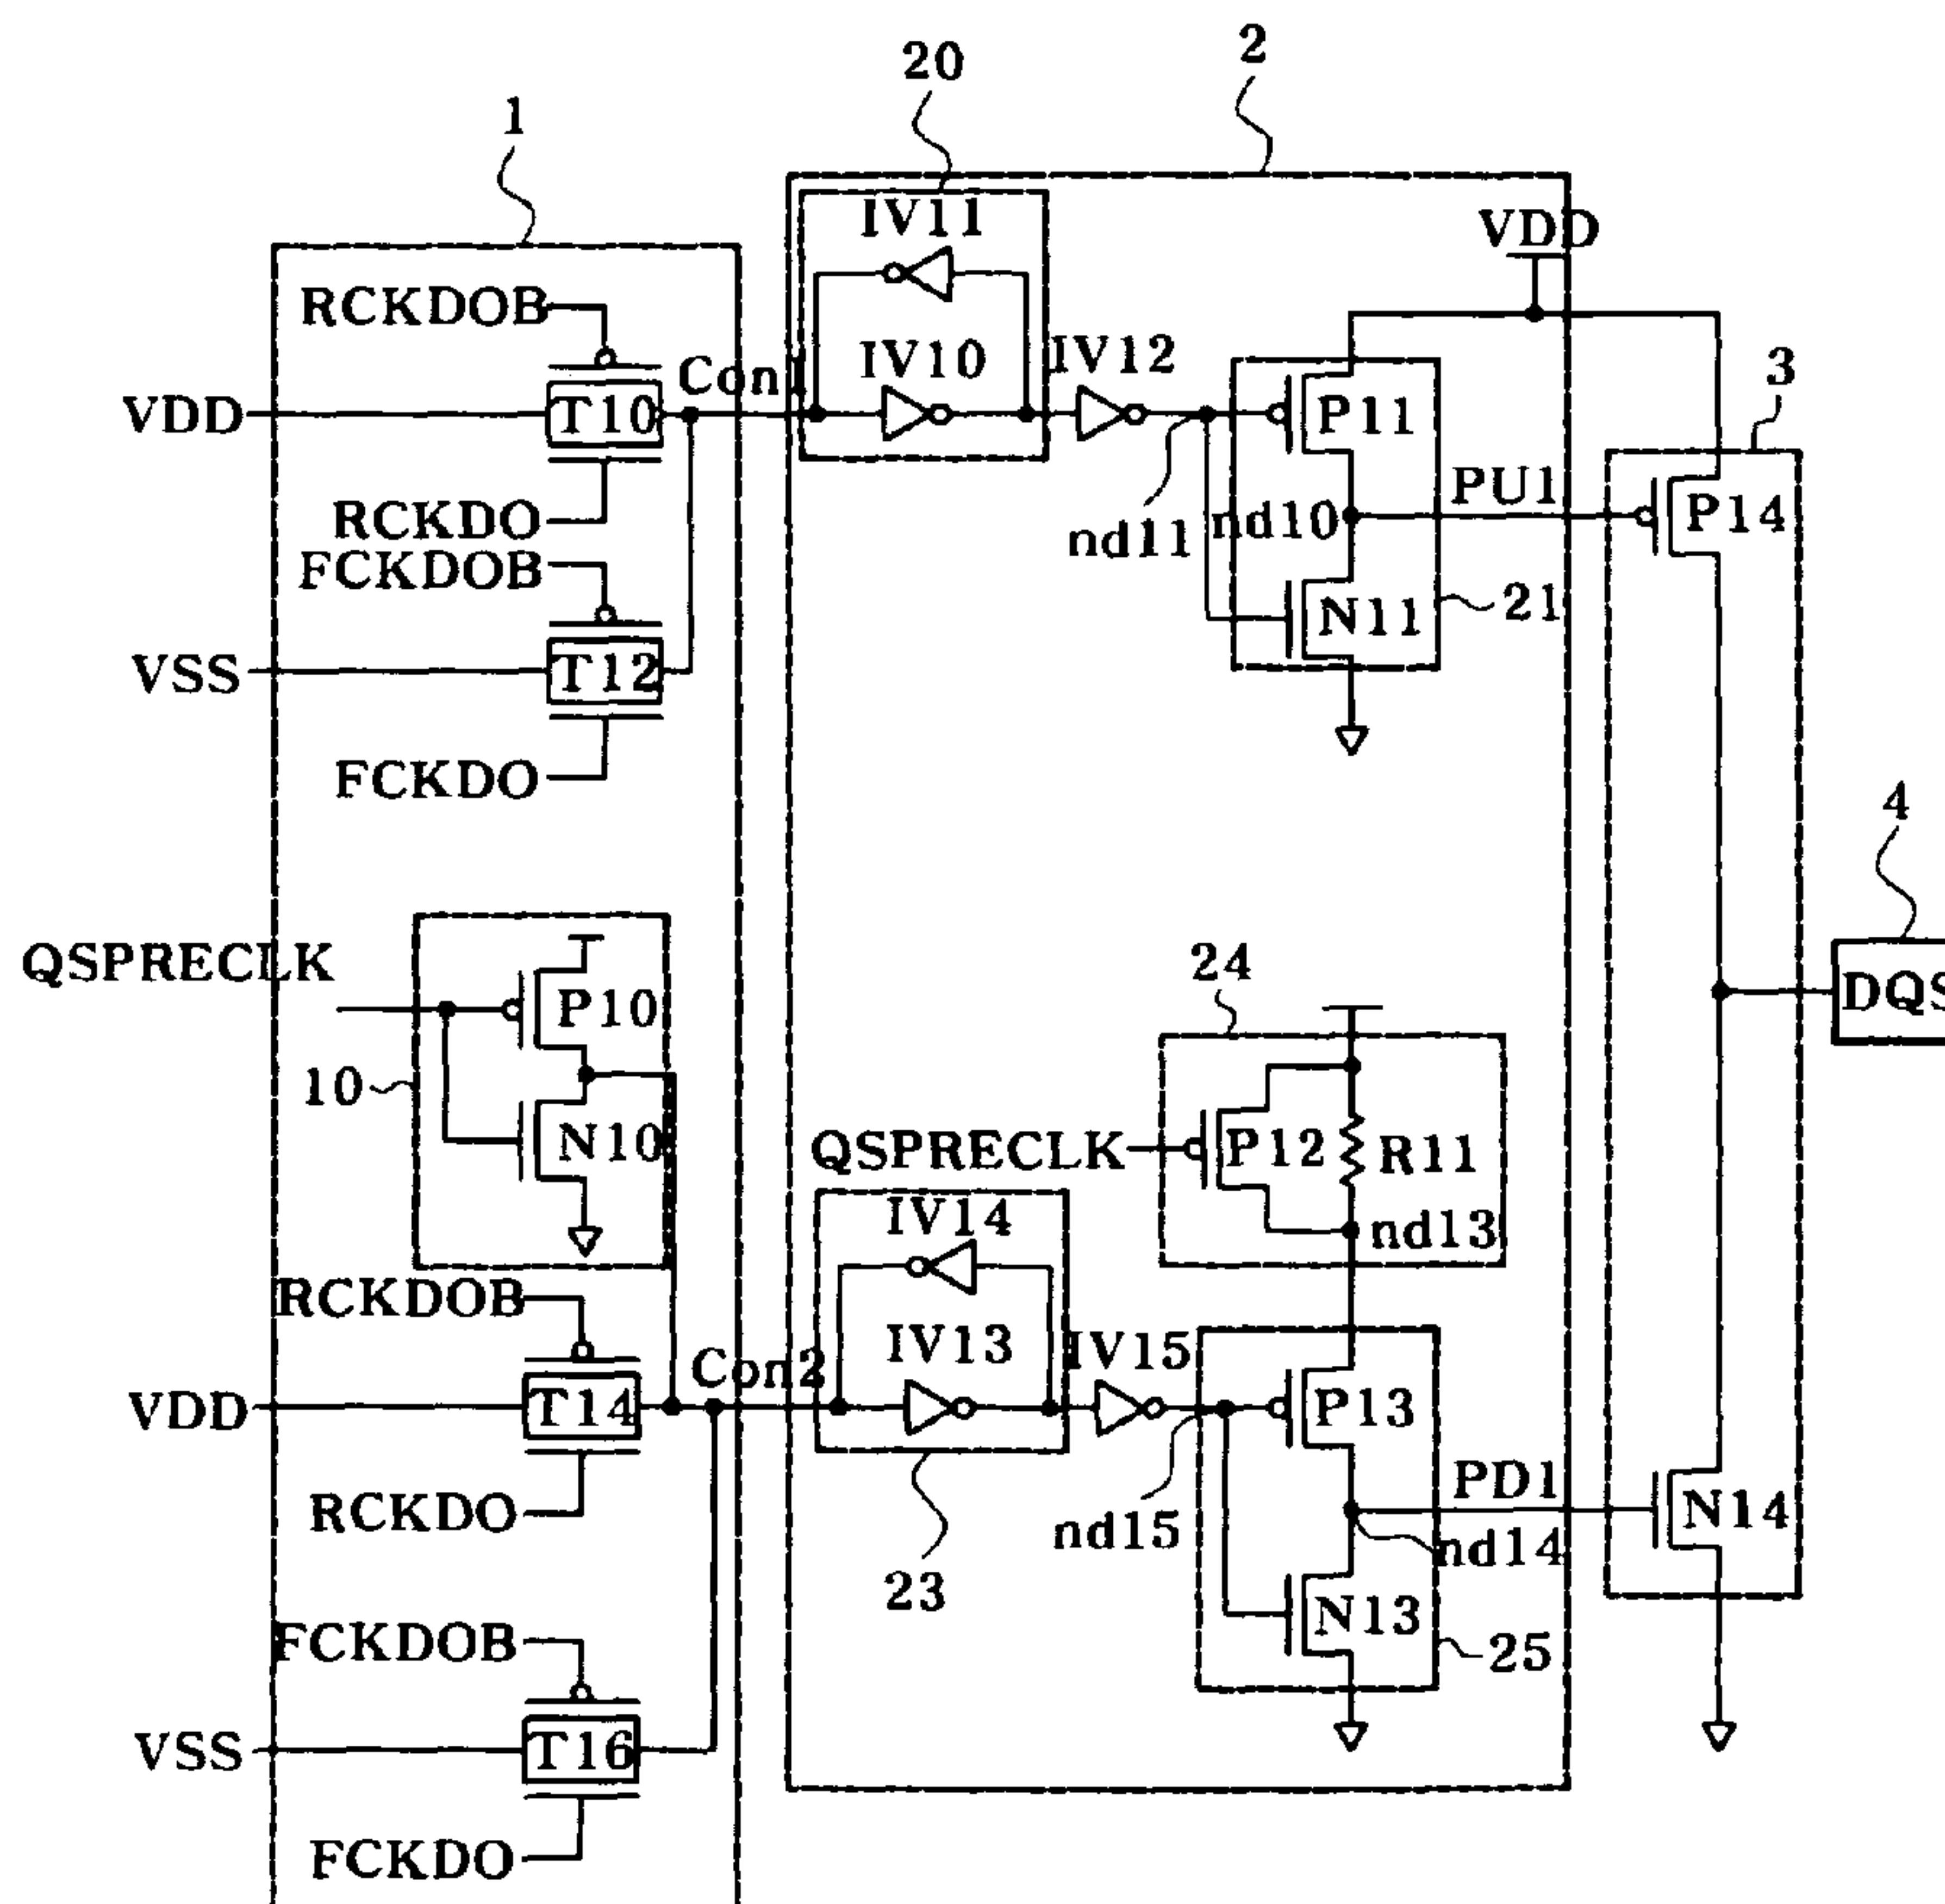 1
20
2
IV11
VDD
RCKDOB
IV10
IV12
Con1
3
VDD
T10
P11
RCKDO
PU1
P14
nd11
nd10
FCKDOB
21
N11
VSS
T12
FCKDO
4
QSPRECLK
24
P10
DQS
10
N10
QSPRECLK
P12
R11
IV14
nd13
RCKDOB
IV13
IV15
Con2
VDD
T14
P13
RCKDO
PD1
N14
nd15
nd14
23
N13
FCKDOB
25
VSS
T16
FCKDO